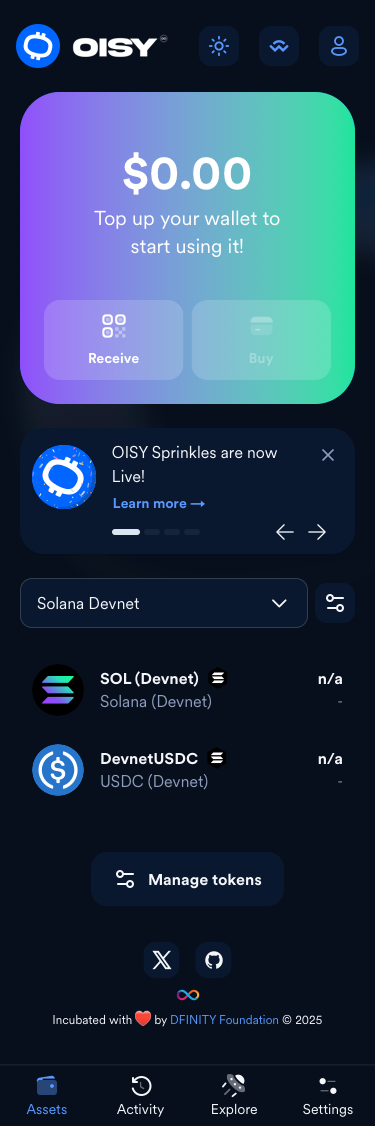 OISY
$0.00
Top up your wallet to
start using it!
Receive
Buy
OISY Sprinkles are now
Live!
Learn more →
Solana Devnet
SOL (Devnet)
n/a
Solana (Devnet)
-
DevnetUSDC
n/a
USDC (Devnet)
-
Manage tokens
Incubated with ❤️ by DFINITY Foundation © 2025
Assets
Activity
Explore
Settings